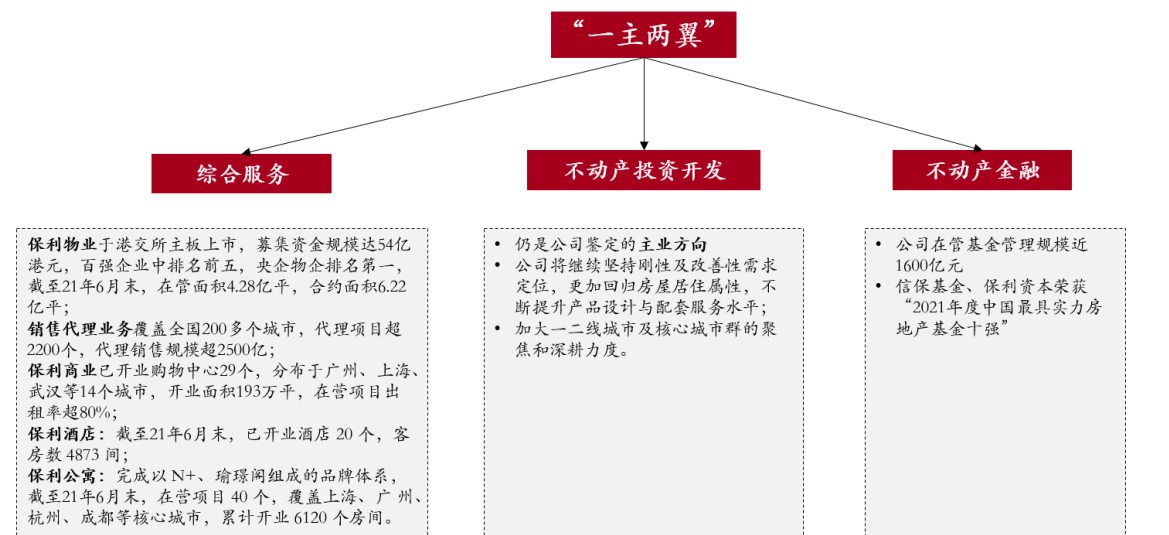 “一主两翼”
综合服务
不动产投资开发
不动产金融
保利物业于港交所主板上市，募集资金规模达54亿
港元，百强企业中排名前五，央企物企排名第一，
截至21年6月末，在管面积4.28亿平，合约面积6.22
亿平；
销售代理业务覆盖全国200多个城市，代理项目超
2200个，代理销售规模超2500亿；
保利商业已开业购物中心29个，分布于广州、上海、
武汉等14个城市，开业面积193万平，在营项目出
租率超80%；
保利酒店：截至21年6月末，已开业酒店 20 个，客
房数 4873 间；
保利公寓：完成以 N+、瑜璟阁组成的品牌体系，
截至21年6月末，在营项目 40 个，覆盖上海、广 州、
杭州、成都等核心城市，累计开业 6120 个房间。
• 仍是公司鉴定的主业方向
• 公司将继续坚持刚性及改善性需求
定位，更加回归房屋居住属性，不
断提升产品设计与配套服务水平；
• 加大一二线城市及核心城市群的聚
焦和深耕力度。
• 公司在管基金管理规模近
1600亿元
• 信保基金、保利资本荣获
“2021年度中国最具实力房
地产基金十强”